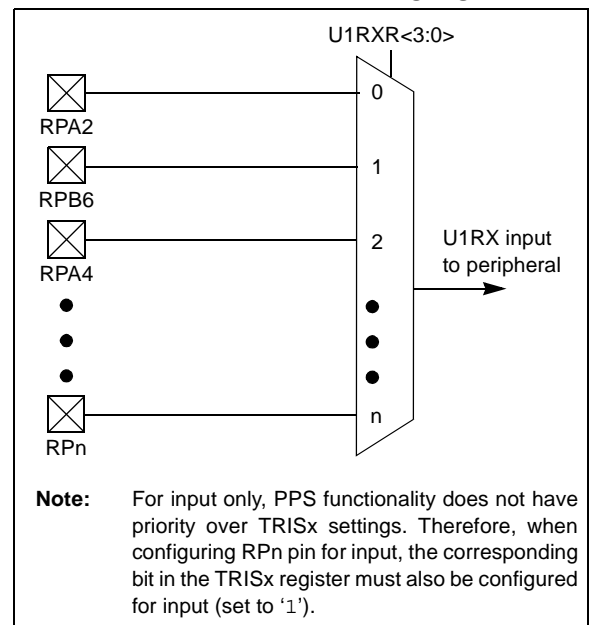 U1RXR<3:0>
RPA2
0
RPB6
1
RPA4
2
U1RX input
to peripheral
RPn
n
Note: For input only, PPS functionality does not have
priority over TRISx settings. Therefore, when
configuring RPn pin for input, the corresponding
bit in the TRISx register must also be configured
for input (set to ‘1’).